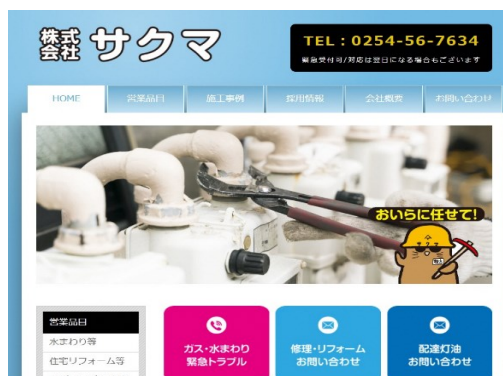 株式会社 サクマ
TEL：0254-56-7634
緊急受付可/対応は翌日になる場合もございます
HOME
営業品目
施工事例
採用情報
会社概要
お問い合わせ
おいらに任せて!
サクマ
営業品目
水まわり等
住宅リフォーム等
ガス・水まわり
緊急トラブル
修理・リフォーム
お問い合わせ
配達灯油
お問い合わせ